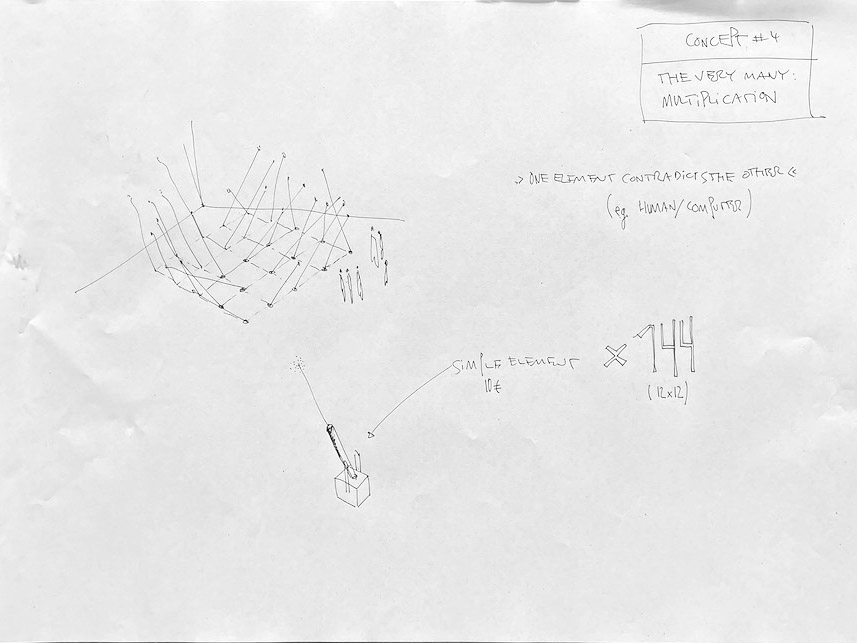 CONCEPT #4
THE VERY MANY:
MULTIPLICATION
ONE ELEMENT CONTRADICTS THE OTHER
(eg HUMAN/COMPUTER)
SIMPLE ELEMENT
10€
×144
(12x12)